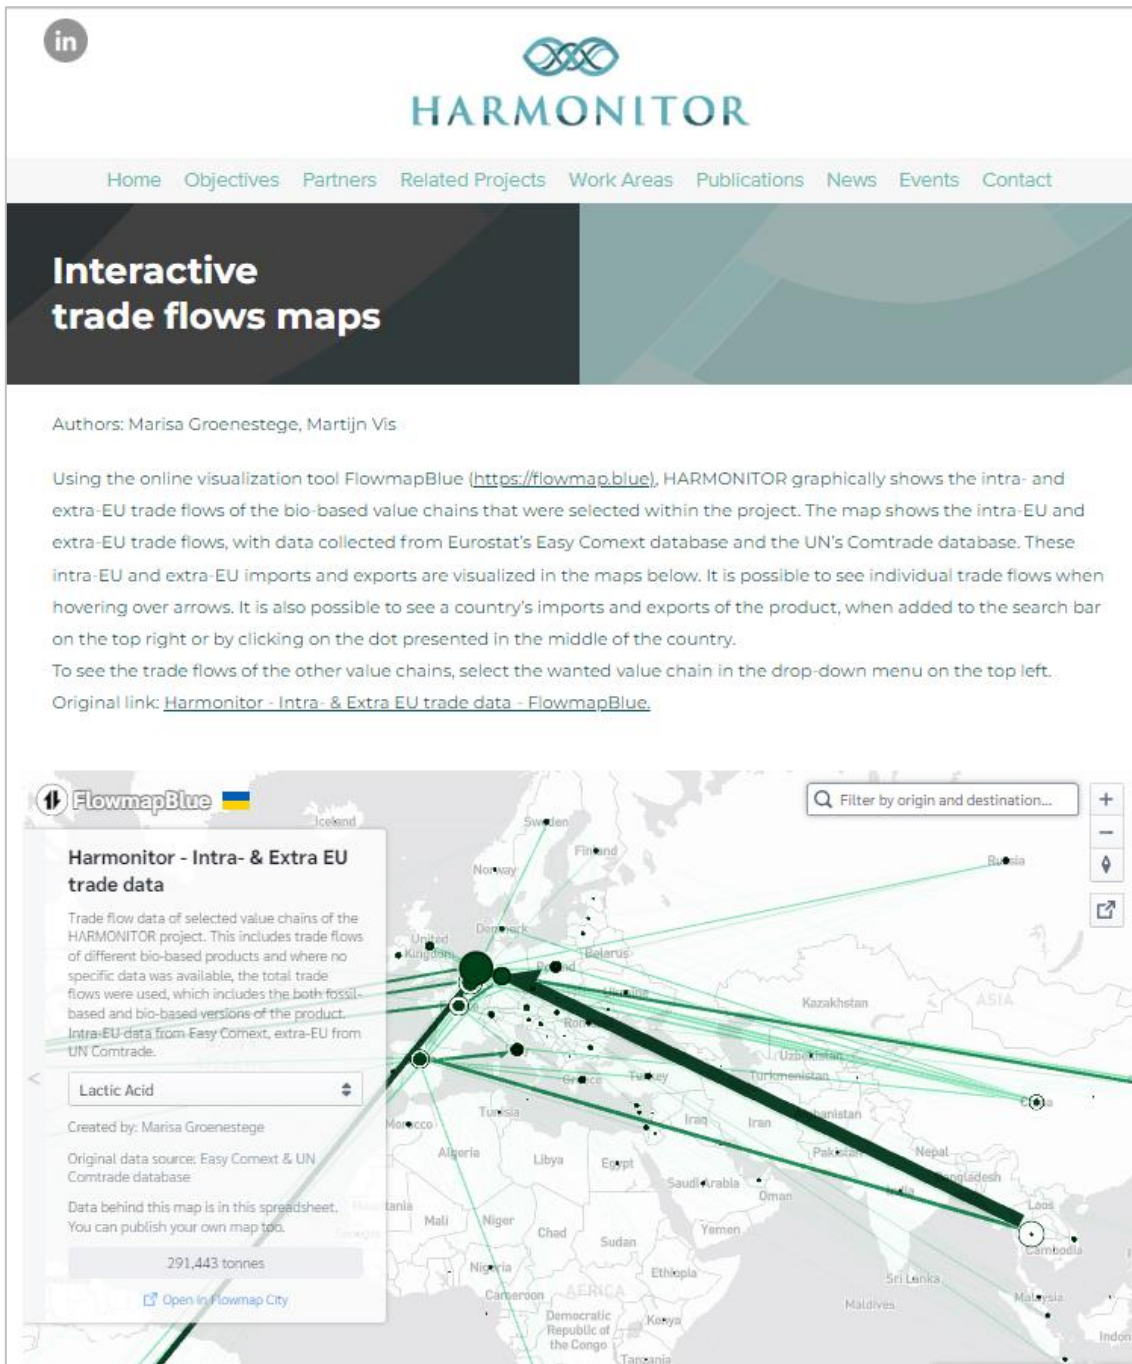 in
HARMONITOR
Home Objectives Partners Related Projects Work Areas Publications News Events Contact
Interactive
trade flows maps
Authors: Marisa Groenestege, Martijn Vis
Using the online visualization tool FlowmapBlue (https://flowmap.blue), HARMONITOR graphically shows the intra- and
extra-EU trade flows of the bio-based value chains that were selected within the project. The map shows the intra-EU and
extra-EU trade flows, with data collected from Eurostat's Easy Comext database and the UN's Comtrade database. These
intra-EU and extra-EU imports and exports are visualized in the maps below. It is possible to see individual trade flows when
hovering over arrows. It is also possible to see a country's imports and exports of the product, when added to the search bar
on the top right or by clicking on the dot presented in the middle of the country.
To see the trade flows of the other value chains, select the wanted value chain in the drop-down menu on the top left.
Original link: Harmonitor - Intra- & Extra EU trade data - FlowmapBlue.
FlowmapBlue
Filter by origin and destination...
Harmonitor - Intra- & Extra EU
trade data
Trade flow data of selected value chains of the
HARMONITOR project. This includes trade flows
of different bio-based products and where no
specific data was available, the total trade
flows were used, which includes the both fossil-
based and bio-based versions of the product.
Intra-EU data from Easy Comext, extra-EU from
UN Comtrade.
Lactic Acid
Created by: Marisa Groenestege
Original data source: Easy Comext & UN
Comtrade database
Data behind this map is in this spreadsheet.
You can publish your own map too.
291,443 tonnes
Open in Flowmap City
Iceland
Sweden
Finland
Norway
Russia
United
Kingdom
Denmark
Belarus
Poland
Ukraine
Kazakhstan
ASIA
Romania
Uzbekistan
Turkmenistan
Greece
Turkey
China
Tunisia
Morocco
Iraq
Iran
Afghanistan
Algeria
Libya
Egypt
Pakistan
Nepal
Bangladesh
Saudi Arabia
Oman
India
Laos
Mauritania
Mali
Niger
Chad
Sudan
Yemen
Cambodia
Nigeria
Ethiopia
Sri Lanka
Cameroon
AFRICA
Maldives
Malaysia
Democratic
Republic of
the Congo
Kenya
Indon
Tanzania